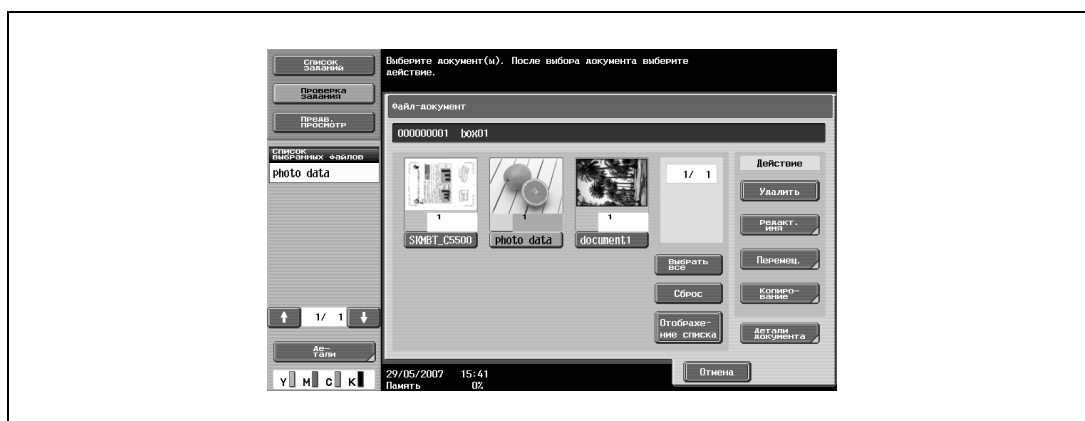 Список
заданий
Проверка
задания
Предв.
просмотр
Список
выбранных файлов
photo data
1/ 1
Де-
тали
Y M C K
Выберите документ(ы). После выбора документа выберите
действие.
Файл-документ
000000001 box01
1
SKMBT_C5500
1
photo data
1
document1
1/ 1
Выбрать
все
Сброс
Отображе-
ние списка
Действие
Удалить
Редакт.
имя
Перемещ.
Копиро-
вание
Детали
документа
29/05/2007 15:41
Память 0%
Отмена